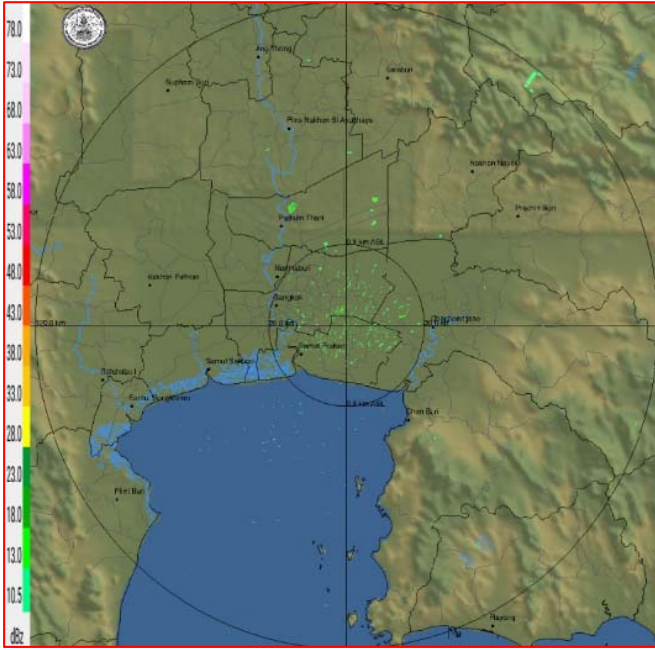 78.0
73.0
68.0
63.0
58.0
53.0
48.0
43.0
38.0
33.0
28.0
23.0
18.0
13.0
10.5
dBz
Ang Thong
Suphan Buri
Saraburi
Phra Nakhon Si Ayutthaya
Nakhon Nayok
Prachin Buri
Pathum Thani
Nonthaburi
Nakhon Pathom
Bangkok
Chachoengsao
Samut Prakan
Samut Sakhon
Ratchaburi
Samut Songkhram
Chon Buri
Phet Buri
Rayong